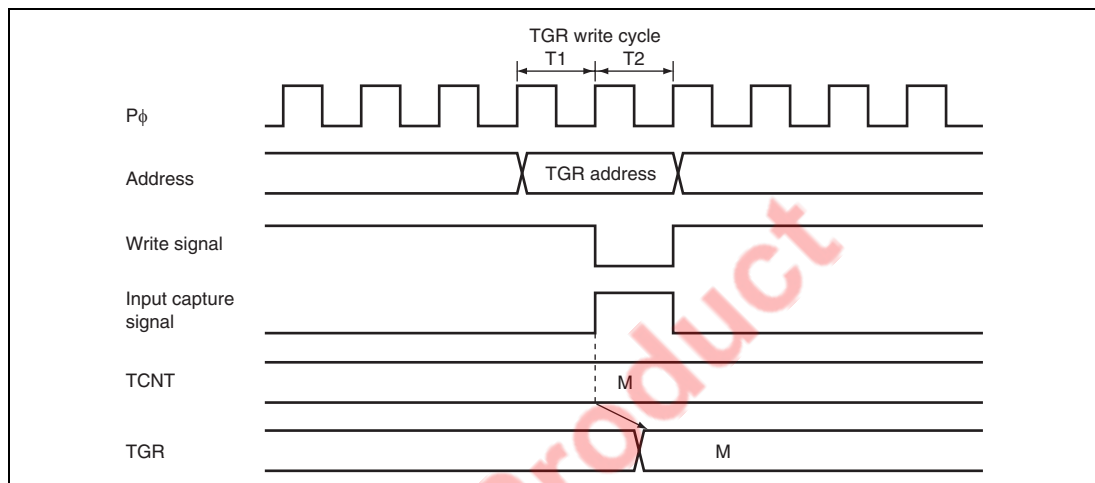 TGR write cycle
T1 T2
Pϕ
Address
TGR address
Write signal
Input capture
signal
TCNT
M
TGR
M
Product